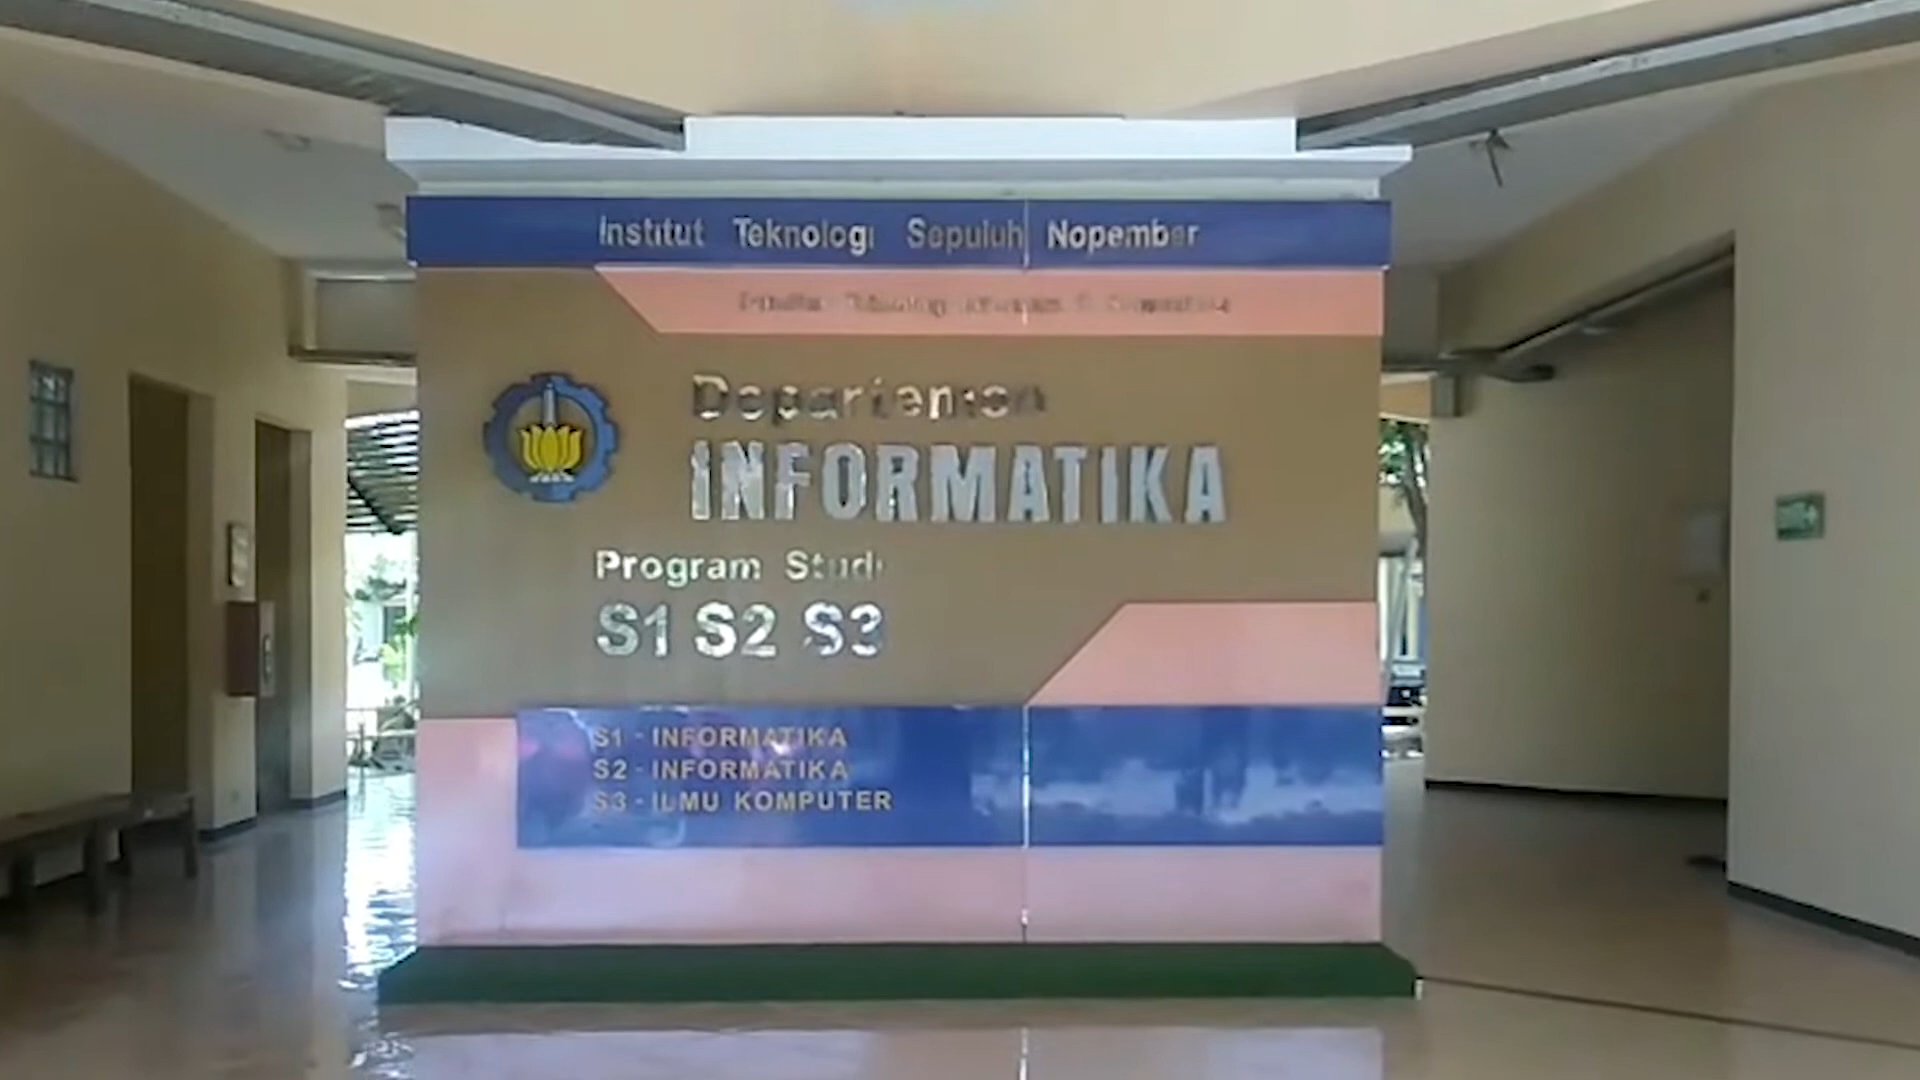 Institut Teknologi Sepuluh Nopember
Departemen
INFORMATIKA
Program Studi
S1 S2 S3
S1 - INFORMATIKA
S2 - INFORMATIKA
S3 - ILMU KOMPUTER